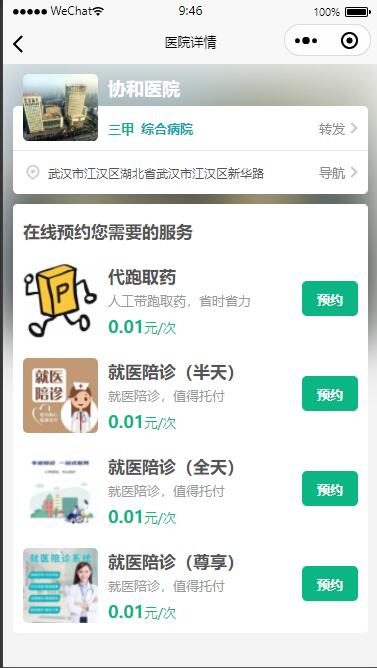 WeChat 9:46 100%
医院详情
协和医院
三甲 综合医院 转发
武汉市江汉区湖北省武汉市江汉区新华路 导航
在线预约您需要的服务
P
代跑取药
人工带跑取药，省时省力
预约
0.01元/次
就医
陪诊
就医陪诊（半天）
就医陪诊，值得托付
预约
0.01元/次
就医陪诊（全天）
就医陪诊，值得托付
预约
0.01元/次
就医陪诊系统
就医陪诊（尊享）
就医陪诊，值得托付
预约
0.01元/次